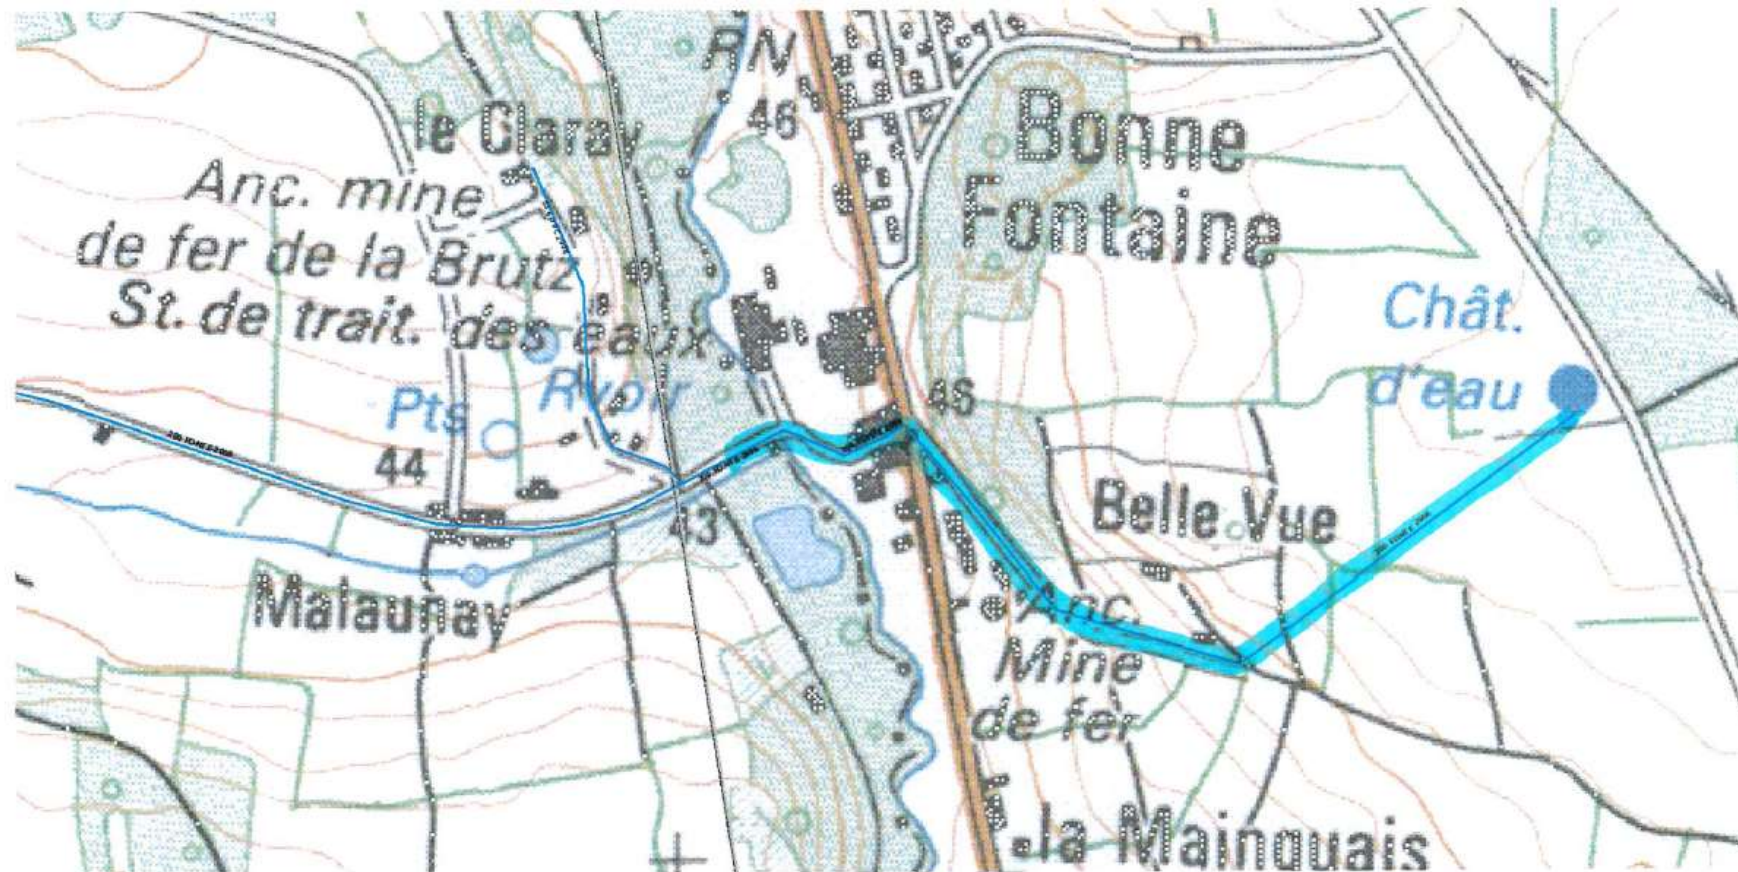 RN
46
le Claray
Bonne
Fontaine
Anc. mine
de fer de la Brutz
St. de trait. des eaux
Chât.
d'eau
Pts
Rvoir
46
44
Belle Vue
43
Malaunay
Anc.
Mine
de fer
la Mainguais